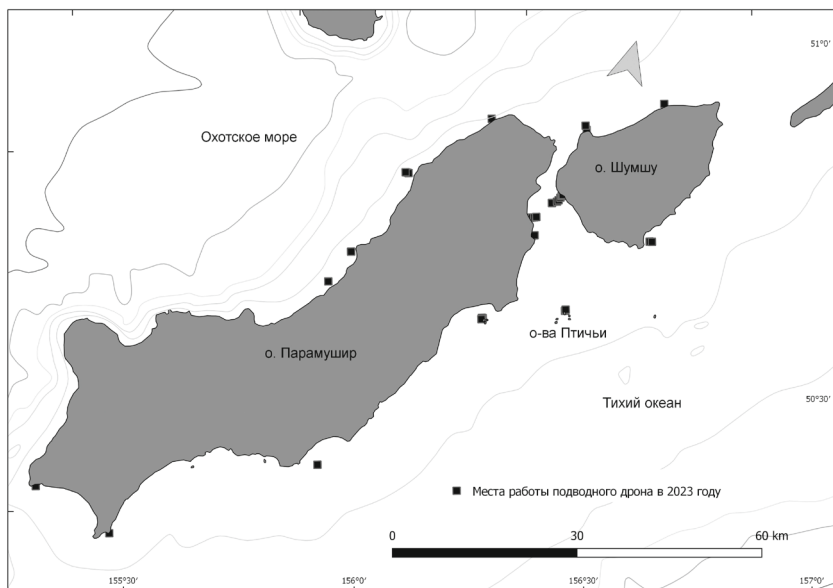 51°0'
Охотское море
о. Шумшу
о-ва Птичьи
о. Парамушир
50°30'
Тихий океан
Места работы подводного дрона в 2023 году
0 30 60 km
155°30' 156°0' 156°30' 157°0'